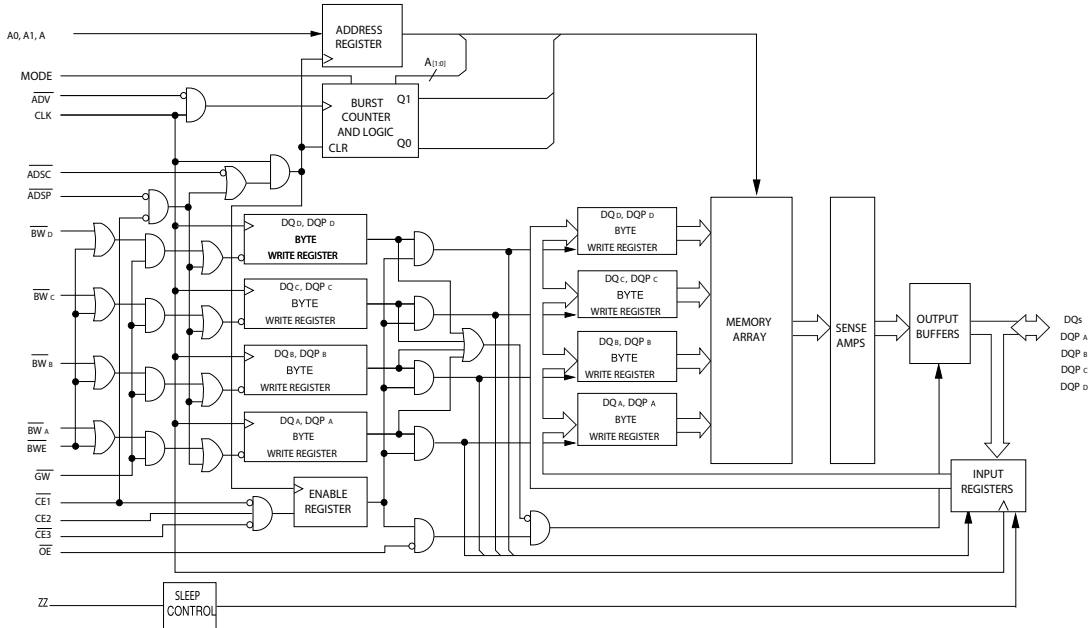 A0, A1, A
ADDRESS
REGISTER
MODE
A[1:0]
ADV
CLK
BURST
COUNTER
AND LOGIC
CLR
Q1
Q0
ADSC
ADSP
BW D
DQ D, DQP D
BYTE
WRITE REGISTER
DQ D, DQP D
BYTE
WRITE REGISTER
BW C
DQ C, DQP C
BYTE
WRITE REGISTER
DQ C, DQP C
BYTE
WRITE REGISTER
BW B
DQ B, DQP B
BYTE
WRITE REGISTER
DQ B, DQP B
BYTE
WRITE REGISTER
BW A
BWE
DQ A, DQP A
BYTE
WRITE REGISTER
DQ A, DQP A
BYTE
WRITE REGISTER
MEMORY
ARRAY
SENSE
AMPS
OUTPUT
BUFFERS
DQs
DQP A
DQP B
DQP C
DQP D
GW
CE1
CE2
CE3
OE
ENABLE
REGISTER
INPUT
REGISTERS
ZZ
SLEEP
CONTROL